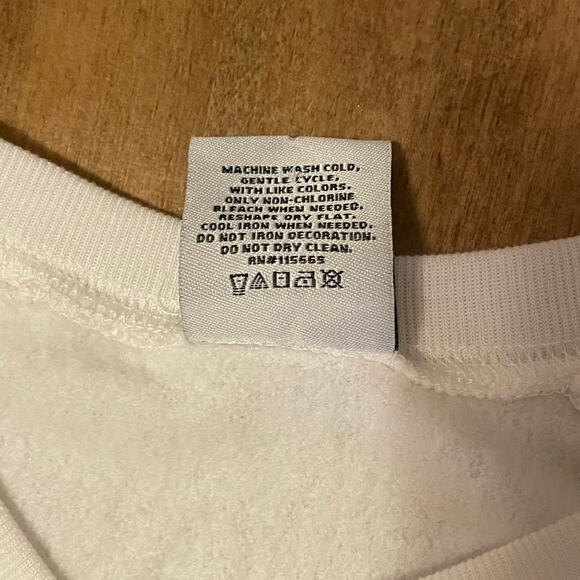 MACHINE WASH COLD,
GENTLE CYCLE,
WITH LIKE COLORS.
ONLY NON-CHLORINE
BLEACH WHEN NEEDED.
RESHAPE DRY FLAT.
COOL IRON WHEN NEEDED.
DO NOT IRON DECORATION.
DO NOT DRY CLEAN.
RN#115665